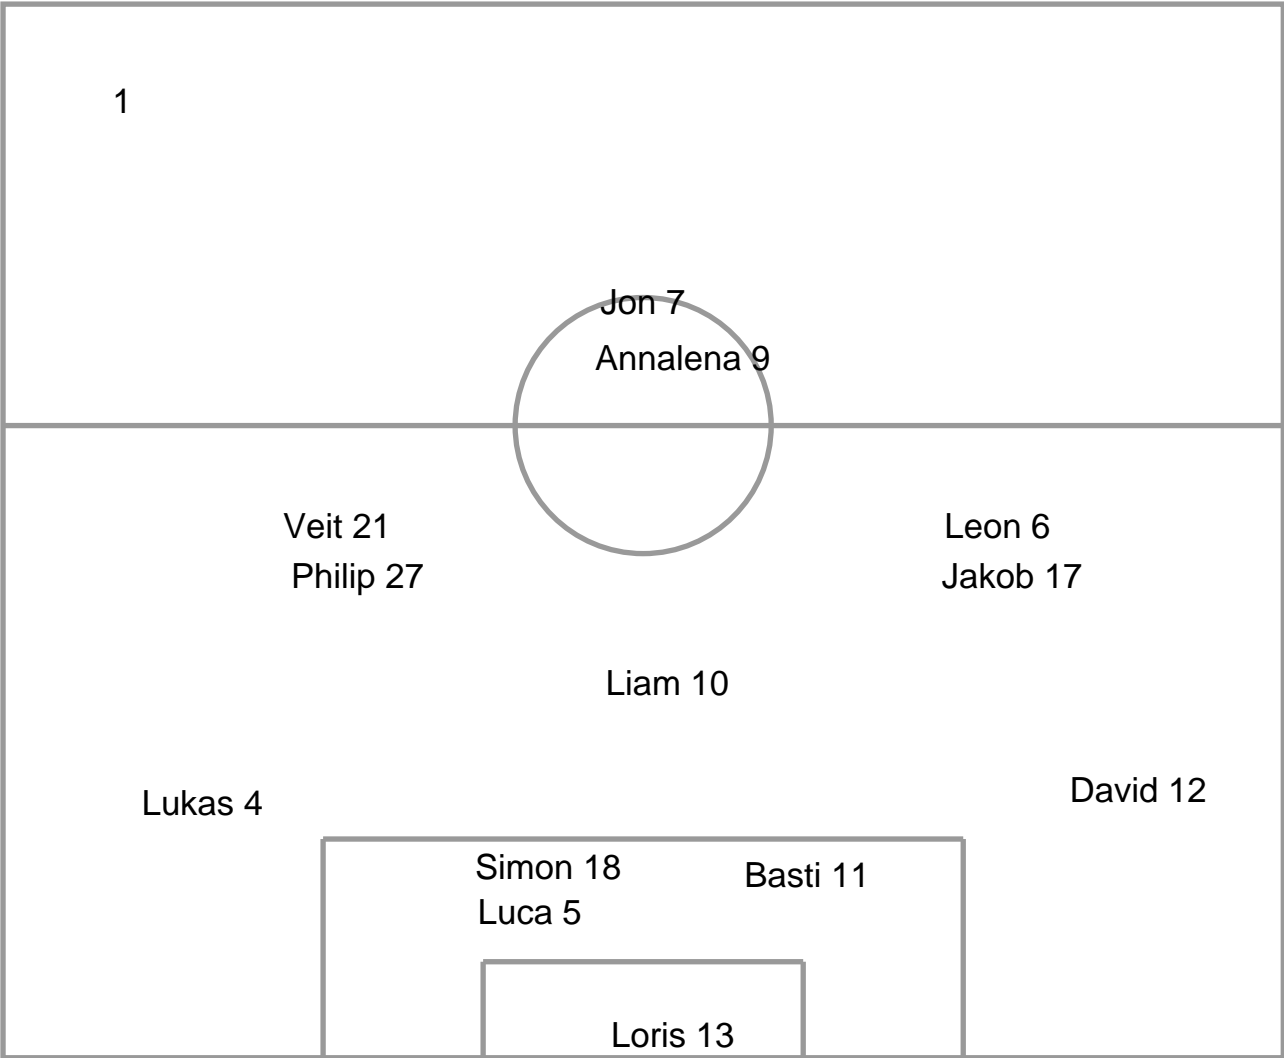 1
Jon 7
Annalena 9
Veit 21
Leon 6
Philip 27
Jakob 17
Liam 10
Lukas 4
David 12
Simon 18
Basti 11
Luca 5
Loris 13